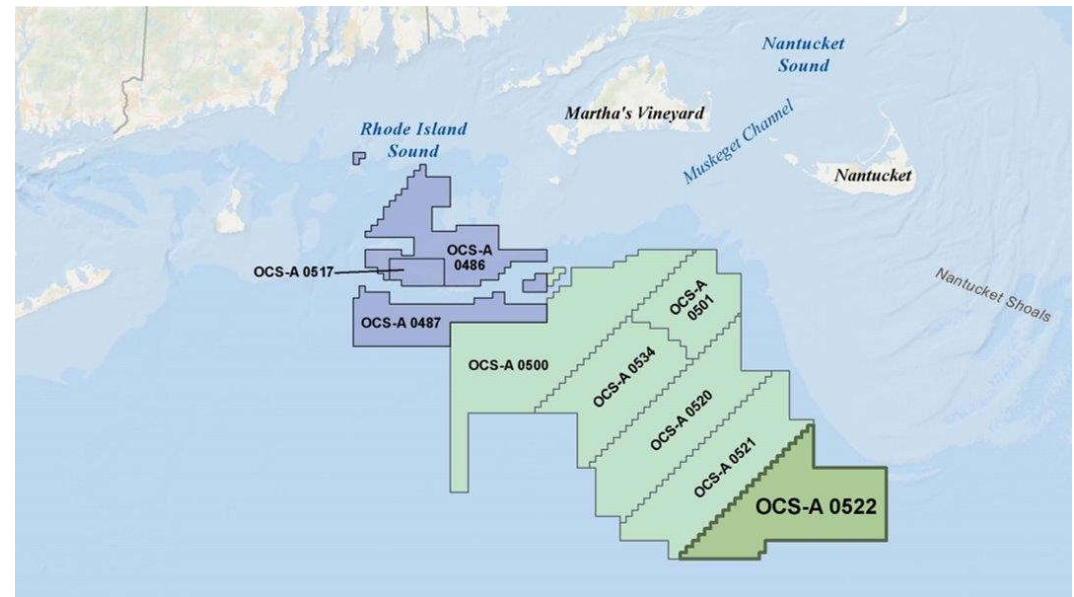 Nantucket
Sound
Martha's Vineyard
Muskeget Channel
Rhode Island
Sound
Nantucket
OCS-A
0486
OCS-A 0517
OCS-A
0501
Nantucket Shoals
OCS-A 0487
OCS-A 0500
OCS-A 0534
OCS-A 0520
OCS-A 0521
OCS-A 0522